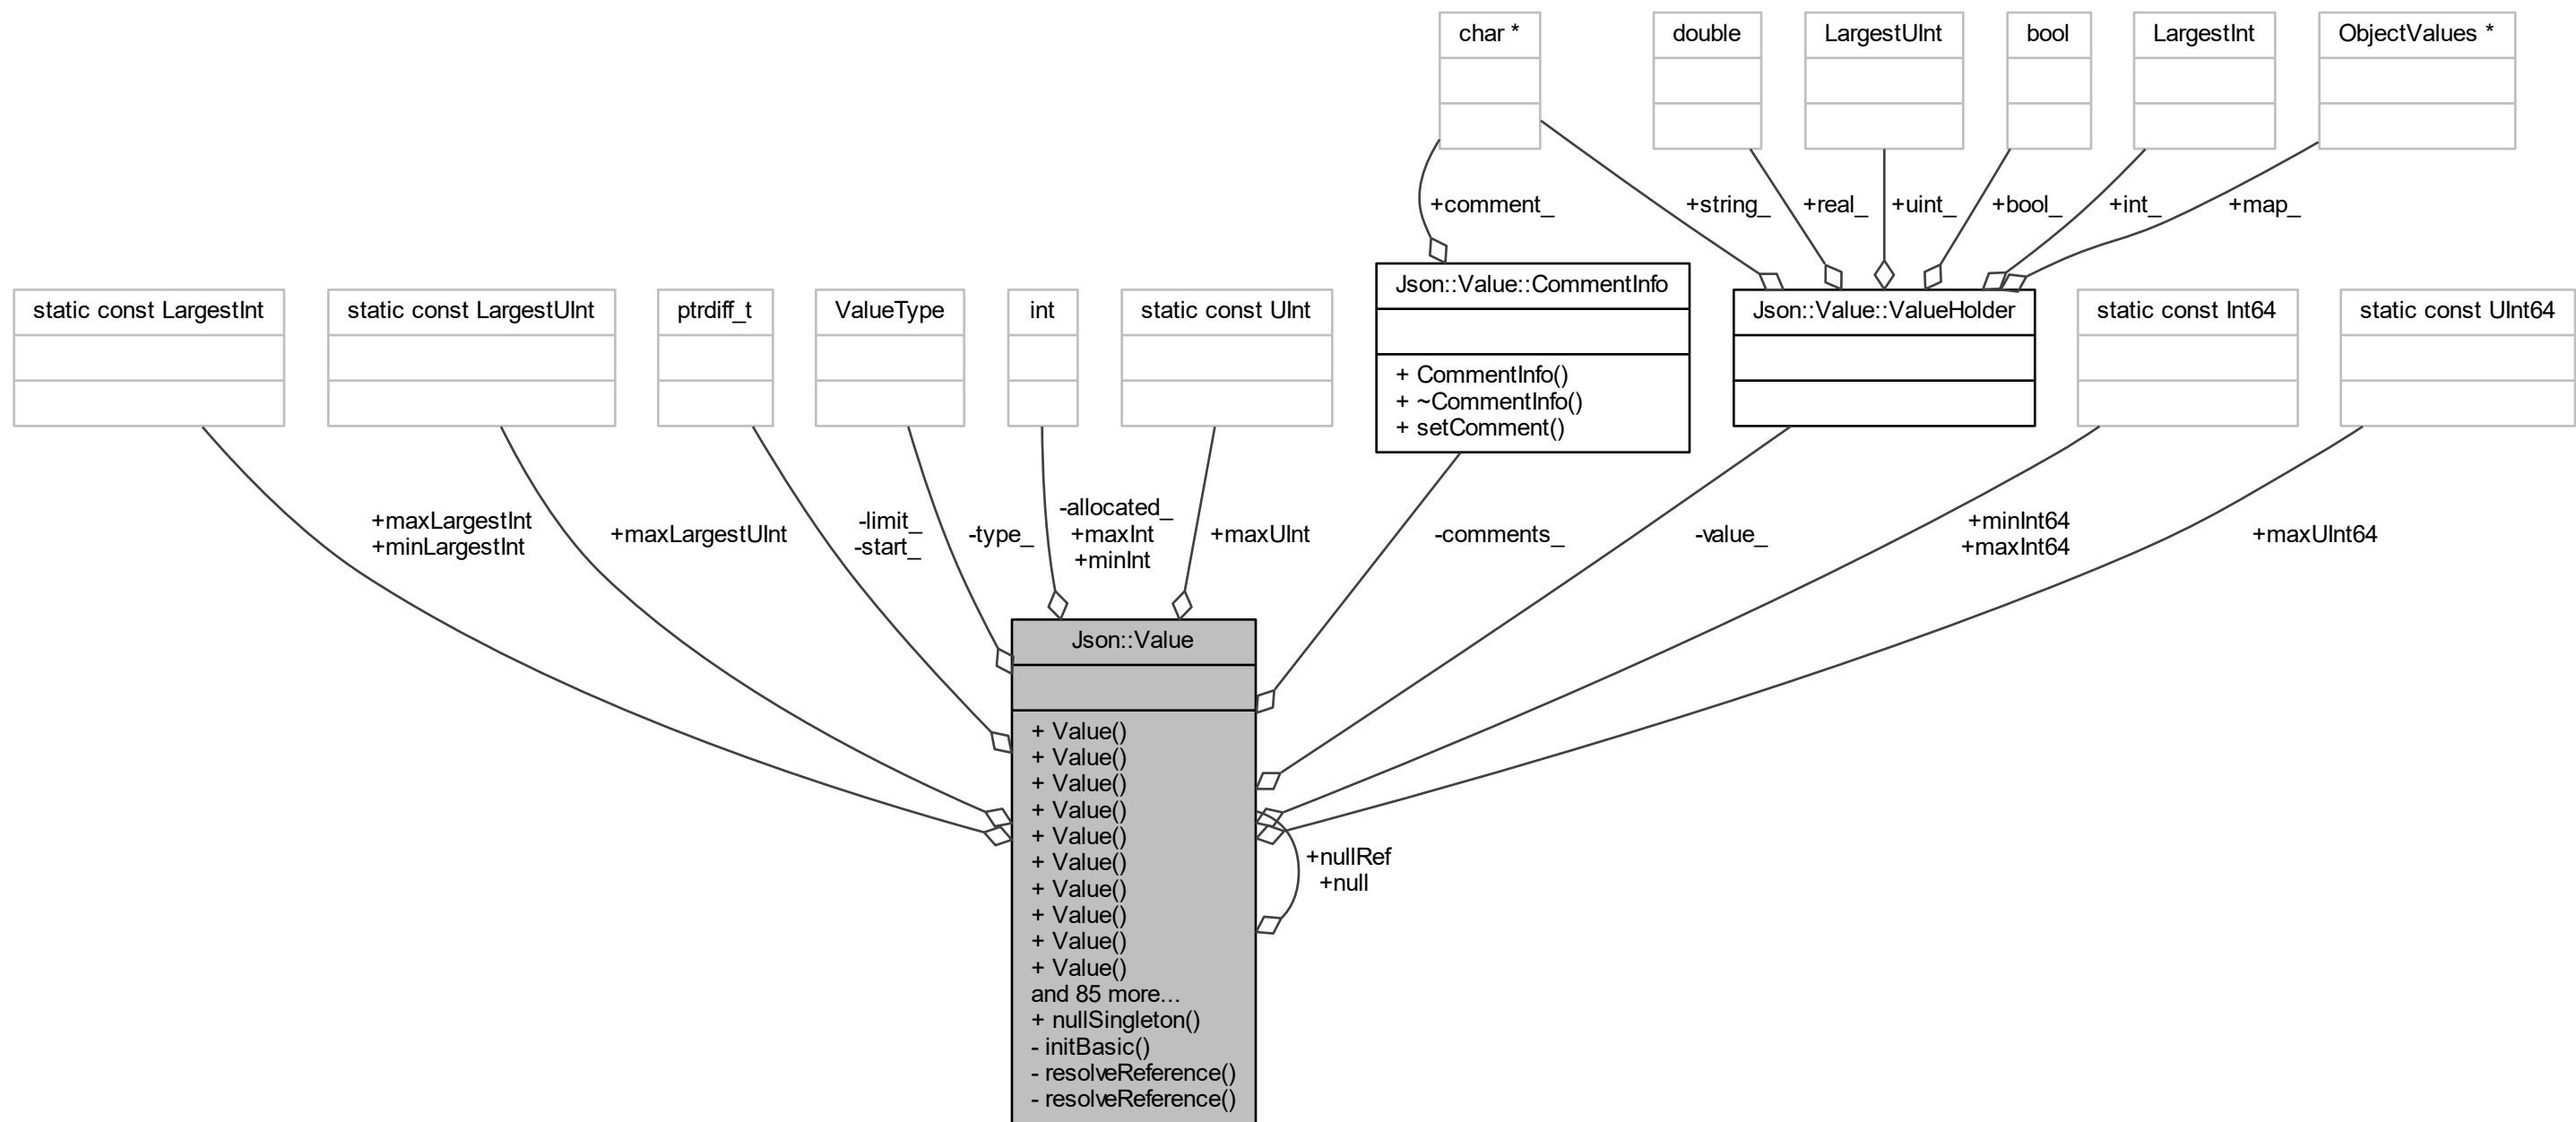 char *
double
LargestUInt
bool
LargestInt
ObjectValues *
+comment_
+string_
+real_
+uint_
+bool_
+int_
+map_
static const LargestInt
static const LargestUInt
ptrdiff_t
ValueType
int
static const UInt
Json::Value::CommentInfo
+ CommentInfo()
+ ~CommentInfo()
+ setComment()
Json::Value::ValueHolder
static const Int64
static const UInt64
+maxLargestInt
+minLargestInt
+maxLargestUInt
-limit_
-start_
-type_
-allocated_
+maxInt
+minInt
+maxUInt
-comments_
-value_
+minInt64
+maxInt64
+maxUInt64
Json::Value
+ Value()
+ Value()
+ Value()
+ Value()
+ Value()
+ Value()
+ Value()
+ Value()
+ Value()
+ Value()
and 85 more...
+ nullSingleton()
- initBasic()
- resolveReference()
- resolveReference()
+nullRef
+null